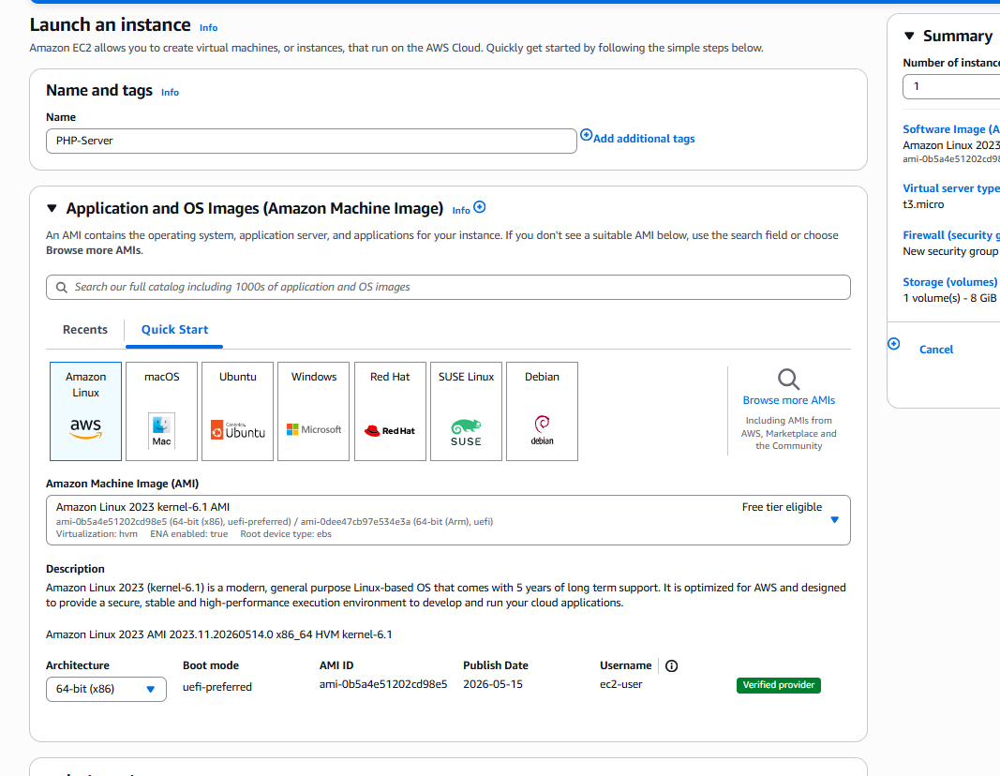 Launch an instance Info
Amazon EC2 allows you to create virtual machines, or instances, that run on the AWS Cloud. Quickly get started by following the simple steps below.
Name and tags Info
Name
PHP-Server
Add additional tags
Application and OS Images (Amazon Machine Image) Info
An AMI contains the operating system, application server, and applications for your instance. If you don't see a suitable AMI below, use the search field or choose
Browse more AMIs.
Search our full catalog including 1000s of application and OS images
Recents
Quick Start
Amazon
Linux
aws
macOS
Mac
Ubuntu
Canonical
Ubuntu
Windows
Microsoft
Red Hat
Red Hat
SUSE Linux
SUSE
Debian
debian
Browse more AMIs
Including AMIs from
AWS, Marketplace and
the Community
Amazon Machine Image (AMI)
Amazon Linux 2023 kernel-6.1 AMI
Free tier eligible
ami-0b5a4e51202cd98e5 (64-bit (x86), uefi-preferred) / ami-0dee47cb97e534e3a (64-bit (Arm), uefi)
Virtualization: hvm ENA enabled: true Root device type: ebs
Description
Amazon Linux 2023 (kernel-6.1) is a modern, general purpose Linux-based OS that comes with 5 years of long term support. It is optimized for AWS and designed
to provide a secure, stable and high-performance execution environment to develop and run your cloud applications.
Amazon Linux 2023 AMI 2023.11.20260514.0 x86_64 HVM kernel-6.1
Architecture
64-bit (x86)
Boot mode
uefi-preferred
AMI ID
ami-0b5a4e51202cd98e5
Publish Date
2026-05-15
Username
ec2-user
Verified provider
Summary
Number of instanc
1
Software Image (A
Amazon Linux 2023
ami-0b5a4e51202cd98
Virtual server type
t3.micro
Firewall (security g
New security group
Storage (volumes)
1 volume(s) - 8 GiB
Cancel